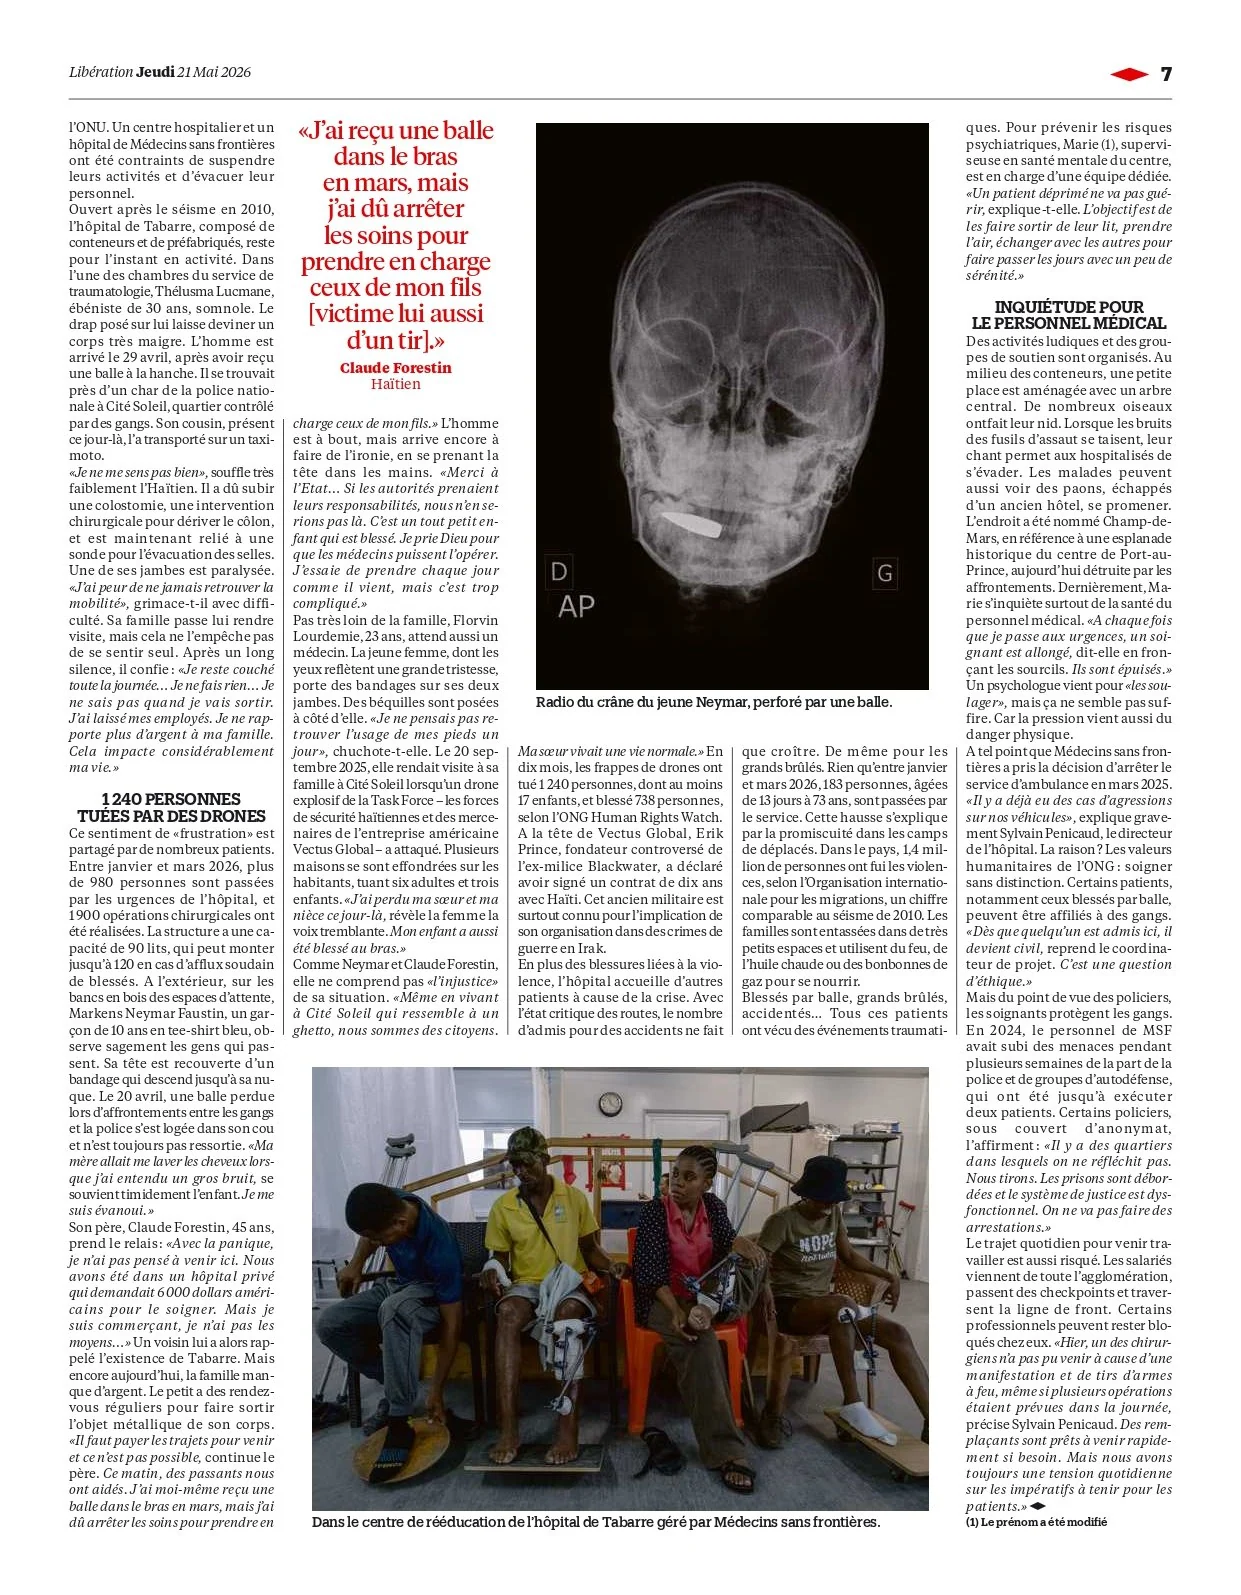 Libération Jeudi 21 Mai 2026
7
l'ONU. Un centre hospitalier et un
hôpital de Médecins sans frontières
ont été contraints de suspendre
leurs activités et d'évacuer leur
personnel.
Ouvert après le séisme en 2010,
l'hôpital de Tabarre, composé de
conteneurs et de préfabriqués, reste
pour l'instant en activité. Dans
l'une des chambres du service de
traumatologie, Thélusma Lucmane,
ébéniste de 30 ans, somnole. Le
drap posé sur lui laisse deviner un
corps très maigre. L'homme est
arrivé le 29 avril, après avoir reçu
une balle à la hanche. Il se trouvait
près d'un char de la police natio-
nale à Cité Soleil, quartier contrôlé
par des gangs. Son cousin, présent
ce jour-là, l'a transporté sur un taxi-
moto.
«Je ne me sens pas bien», souffle très
faiblement l'Haïtien. Il a dû subir
une colostomie, une intervention
chirurgicale pour dériver le côlon,
et est maintenant relié à une
sonde pour l'évacuation des selles.
Une de ses jambes est paralysée.
«J'ai peur de ne jamais retrouver la
mobilité», grimace-t-il avec diffi-
culté. Sa famille passe lui rendre
visite, mais cela ne l'empêche pas
de se sentir seul. Après un long
silence, il confie : «Je reste couché
toute la journée… Je ne fais rien… Je
ne sais pas quand je vais sortir.
J'ai laissé mes employés. Je ne rap-
porte plus d'argent à ma famille.
Cela impacte considérablement
ma vie.»
1 240 PERSONNES
TUÉES PAR DES DRONES
Ce sentiment de «frustration» est
partagé par de nombreux patients.
Entre janvier et mars 2026, plus
de 980 personnes sont passées
par les urgences de l'hôpital, et
1 900 opérations chirurgicales ont
été réalisées. La structure a une ca-
pacité de 90 lits, qui peut monter
jusqu'à 120 en cas d'afflux soudain
de blessés. A l'extérieur, sur les
bancs en bois des espaces d'attente,
Markens Neymar Faustin, un gar-
çon de 10 ans en tee-shirt bleu, ob-
serve sagement les gens qui pas-
sent. Sa tête est recouverte d'un
bandage qui descend jusqu'à sa nu-
que. Le 20 avril, une balle perdue
lors d'affrontements entre les gangs
et la police s'est logée dans son cou
et n'est toujours pas ressortie. «Ma
mère allait me laver les cheveux lors-
que j'ai entendu un gros bruit, se
souvient timidement l'enfant. Je me
suis évanoui.»
Son père, Claude Forestin, 45 ans,
prend le relais : «Avec la panique,
je n'ai pas pensé à venir ici. Nous
avons été dans un hôpital privé
qui demandait 6 000 dollars améri-
cains pour le soigner. Mais je
suis commerçant, je n'ai pas les
moyens…» Un voisin lui a alors rap-
pelé l'existence de Tabarre. Mais
encore aujourd'hui, la famille man-
que d'argent. Le petit a des rendez-
vous réguliers pour faire sortir
l'objet métallique de son corps.
«Il faut payer les trajets pour venir
et ce n'est pas possible, continue le
père. Ce matin, des passants nous
ont aidés. J'ai moi-même reçu une
balle dans le bras en mars, mais j'ai
dû arrêter les soins pour prendre en
«J'ai reçu une balle
dans le bras
en mars, mais
j'ai dû arrêter
les soins pour
prendre en charge
ceux de mon fils
[victime lui aussi
d'un tir].»
Claude Forestin
Haïtien
charge ceux de mon fils.» L'homme
est à bout, mais arrive encore à
faire de l'ironie, en se prenant la
tête dans les mains. «Merci à
l'Etat… Si les autorités prenaient
leurs responsabilités, nous n'en se-
rions pas là. C'est un tout petit en-
fant qui est blessé. Je prie Dieu pour
que les médecins puissent l'opérer.
J'essaie de prendre chaque jour
comme il vient, mais c'est trop
compliqué.»
Pas très loin de la famille, Florvin
Lourdemie, 23 ans, attend aussi un
médecin. La jeune femme, dont les
yeux reflètent une grande tristesse,
porte des bandages sur ses deux
jambes. Des béquilles sont posées
à côté d'elle. «Je ne pensais pas re-
trouver l'usage de mes pieds un
jour», chuchote-t-elle. Le 20 sep-
tembre 2025, elle rendait visite à sa
famille à Cité Soleil lorsqu'un drone
explosif de la Task Force – les forces
de sécurité haïtiennes et des merce-
naires de l'entreprise américaine
Vectus Global – a attaqué. Plusieurs
maisons se sont effondrées sur les
habitants, tuant six adultes et trois
enfants. «J'ai perdu ma sœur et ma
nièce ce jour-là, révèle la femme la
voix tremblante. Mon enfant a aussi
été blessé au bras.»
Comme Neymar et Claude Forestin,
elle ne comprend pas «l'injustice»
de sa situation. «Même en vivant
à Cité Soleil qui ressemble à un
ghetto, nous sommes des citoyens.
D
G
AP
Radio du crâne du jeune Neymar, perforé par une balle.
Ma sœur vivait une vie normale.» En
dix mois, les frappes de drones ont
tué 1 240 personnes, dont au moins
17 enfants, et blessé 738 personnes,
selon l'ONG Human Rights Watch.
A la tête de Vectus Global, Erik
Prince, fondateur controversé de
l'ex-milice Blackwater, a déclaré
avoir signé un contrat de dix ans
avec Haïti. Cet ancien militaire est
surtout connu pour l'implication de
son organisation dans des crimes de
guerre en Irak.
En plus des blessures liées à la vio-
lence, l'hôpital accueille d'autres
patients à cause de la crise. Avec
l'état critique des routes, le nombre
d'admis pour des accidents ne fait
que croître. De même pour les
grands brûlés. Rien qu'entre janvier
et mars 2026, 183 personnes, âgées
de 13 jours à 73 ans, sont passées par
le service. Cette hausse s'explique
par la promiscuité dans les camps
de déplacés. Dans le pays, 1,4 mil-
lion de personnes ont fui les violen-
ces, selon l'Organisation internatio-
nale pour les migrations, un chiffre
comparable au séisme de 2010. Les
familles sont entassées dans de très
petits espaces et utilisent du feu, de
l'huile chaude ou des bonbonnes de
gaz pour se nourrir.
Blessés par balle, grands brûlés,
accidentés… Tous ces patients
ont vécu des événements traumati-
ques. Pour prévenir les risques
psychiatriques, Marie (1), supervi-
seuse en santé mentale du centre,
est en charge d'une équipe dédiée.
«Un patient déprimé ne va pas gué-
rir, explique-t-elle. L'objectif est de
les faire sortir de leur lit, prendre
l'air, échanger avec les autres pour
faire passer les jours avec un peu de
sérénité.»
INQUIÉTUDE POUR
LE PERSONNEL MÉDICAL
Des activités ludiques et des grou-
pes de soutien sont organisés. Au
milieu des conteneurs, une petite
place est aménagée avec un arbre
central. De nombreux oiseaux
ont fait leur nid. Lorsque les bruits
des fusils d'assaut se taisent, leur
chant permet aux hospitalisés de
s'évader. Les malades peuvent
aussi voir des paons, échappés
d'un ancien hôtel, se promener.
L'endroit a été nommé Champ-de-
Mars, en référence à une esplanade
historique du centre de Port-au-
Prince, aujourd'hui détruite par les
affrontements. Dernièrement, Ma-
rie s'inquiète surtout de la santé du
personnel médical. «A chaque fois
que je passe aux urgences, un soi-
gnant est allongé, dit-elle en fron-
çant les sourcils. Ils sont épuisés.»
Un psychologue vient pour «les sou-
lager», mais ça ne semble pas suf-
fire. Car la pression vient aussi du
danger physique.
A tel point que Médecins sans fron-
tières a pris la décision d'arrêter le
service d'ambulance en mars 2025.
«Il y a déjà eu des cas d'agressions
sur nos véhicules», explique grave-
ment Sylvain Penicaud, le directeur
de l'hôpital. La raison ? Les valeurs
humanitaires de l'ONG : soigner
sans distinction. Certains patients,
notamment ceux blessés par balle,
peuvent être affiliés à des gangs.
«Dès que quelqu'un est admis ici, il
devient civil, reprend le coordina-
teur de projet. C'est une question
d'éthique.»
Mais du point de vue des policiers,
les soignants protègent les gangs.
En 2024, le personnel de MSF
avait subi des menaces pendant
plusieurs semaines de la part de la
police et de groupes d'autodéfense,
qui ont été jusqu'à exécuter
deux patients. Certains policiers,
sous couvert d'anonymat,
l'affirment : «Il y a des quartiers
dans lesquels on ne réfléchit pas.
Nous tirons. Les prisons sont débor-
dées et le système de justice est dys-
fonctionnel. On ne va pas faire des
arrestations.»
Le trajet quotidien pour venir tra-
vailler est aussi risqué. Les salariés
viennent de toute l'agglomération,
passent des checkpoints et traver-
sent la ligne de front. Certains
professionnels peuvent rester blo-
qués chez eux. «Hier, un des chirur-
giens n'a pas pu venir à cause d'une
manifestation et de tirs d'armes
à feu, même si plusieurs opérations
étaient prévues dans la journée,
précise Sylvain Penicaud. Des rem-
plaçants sont prêts à venir rapide-
ment si besoin. Mais nous avons
toujours une tension quotidienne
sur les impératifs à tenir pour les
patients.»
(1) Le prénom a été modifié
NOPE
Dans le centre de rééducation de l'hôpital de Tabarre géré par Médecins sans frontières.